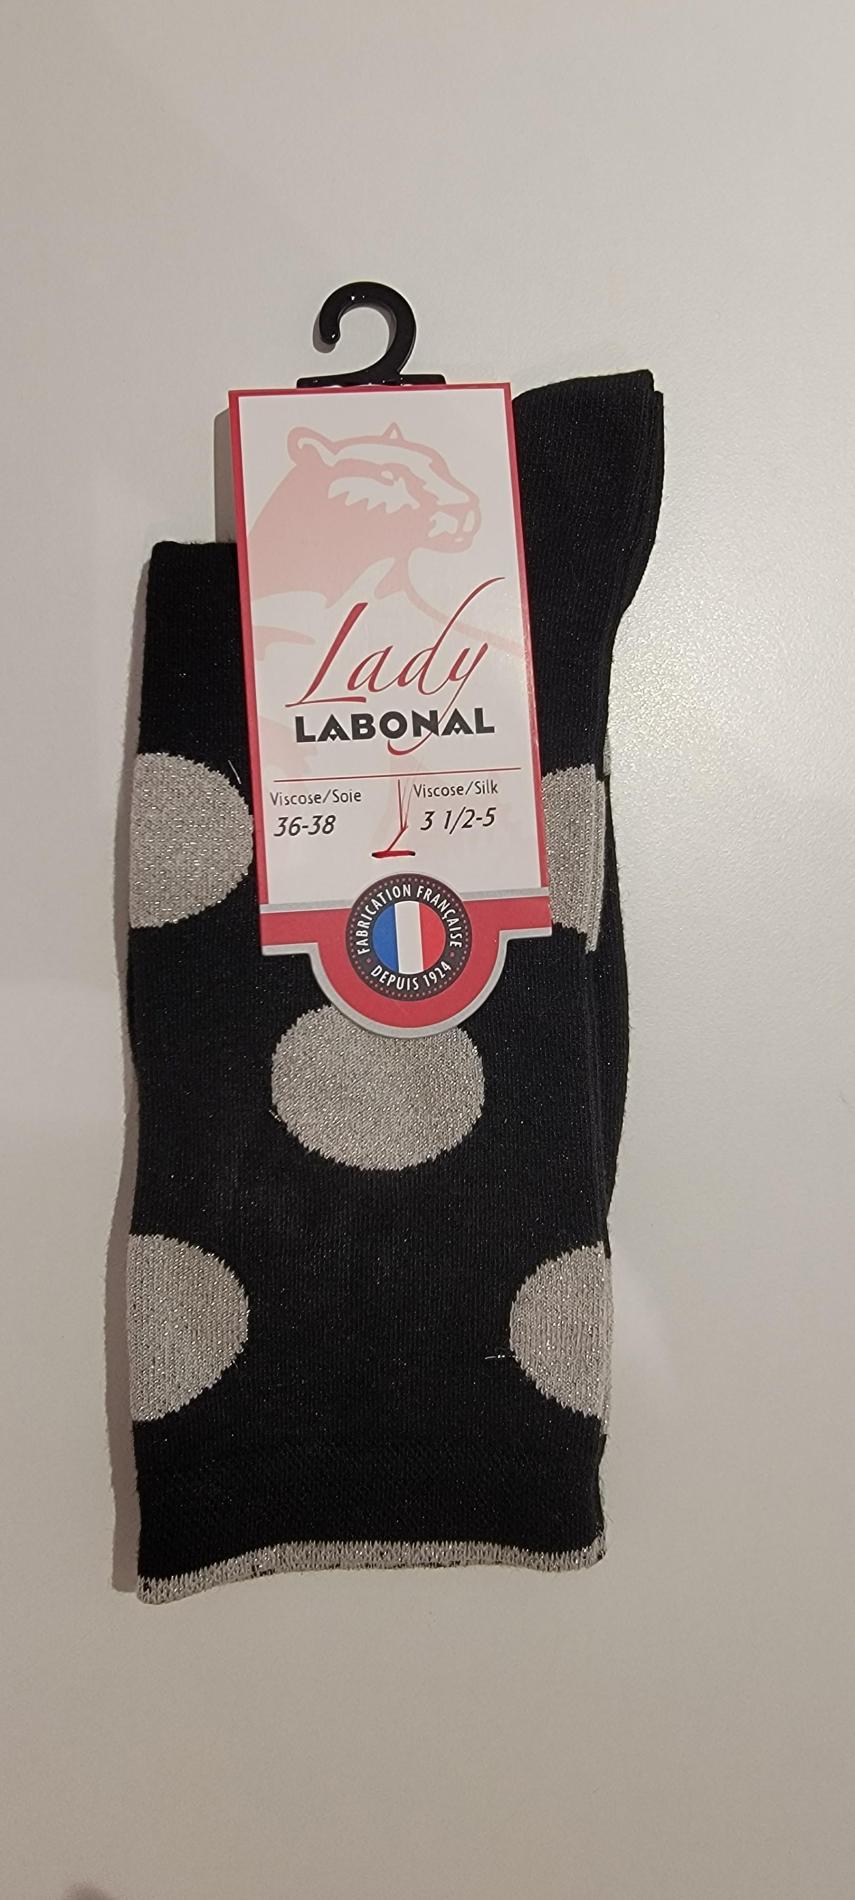 Lady
LABONAL
Viscose/Soie
36-38
Viscose/Silk
3 1/2-5
FABRICATION FRANÇAISE
DEPUIS 1924